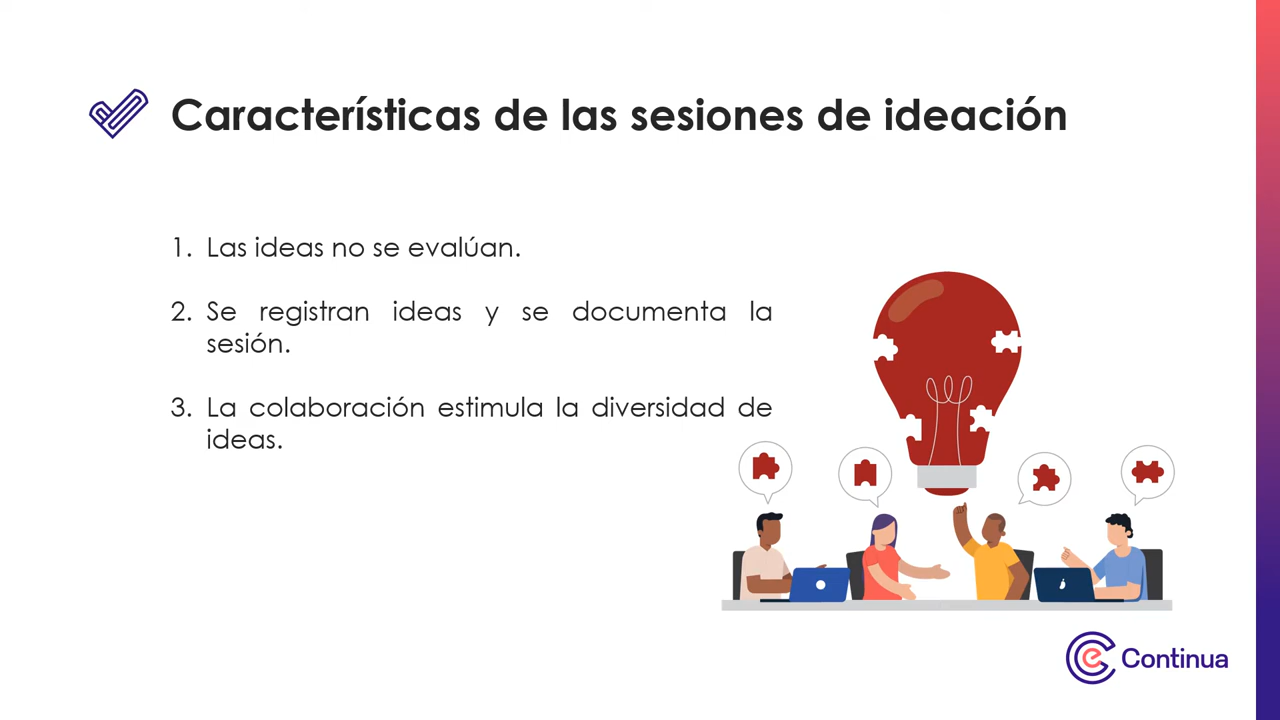 Características de las sesiones de ideación
1. Las ideas no se evalúan.
2. Se registran ideas y se documenta la
sesión.
3. La colaboración estimula la diversidad de
ideas.
Continua